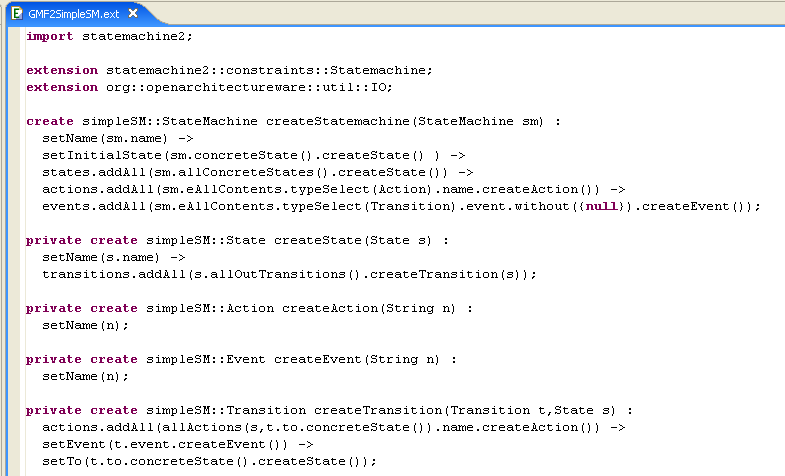 GMF2SimpleSM.ext
import statemachine2;
extension statemachine2::constraints::Statemachine;
extension org::openarchitectureware::util::IO;
create simpleSM::StateMachine createStatemachine(StateMachine sm) :
setName(sm.name) ->
setInitialState(sm.concreteState().createState() ) ->
states.addAll(sm.allConcreteStates().createState()) ->
actions.addAll(sm.eAllContents.typeSelect(Action).name.createAction()) ->
events.addAll(sm.eAllContents.typeSelect(Transition).event.without({null}).createEvent());
private create simpleSM::State createState(State s) :
setName(s.name) ->
transitions.addAll(s.allOutTransitions().createTransition(s));
private create simpleSM::Action createAction(String n) :
setName(n);
private create simpleSM::Event createEvent(String n) :
setName(n);
private create simpleSM::Transition createTransition(Transition t,State s) :
actions.addAll(allActions(s,t.to.concreteState()).name.createAction()) ->
setEvent(t.event.createEvent()) ->
setTo(t.to.concreteState().createState());